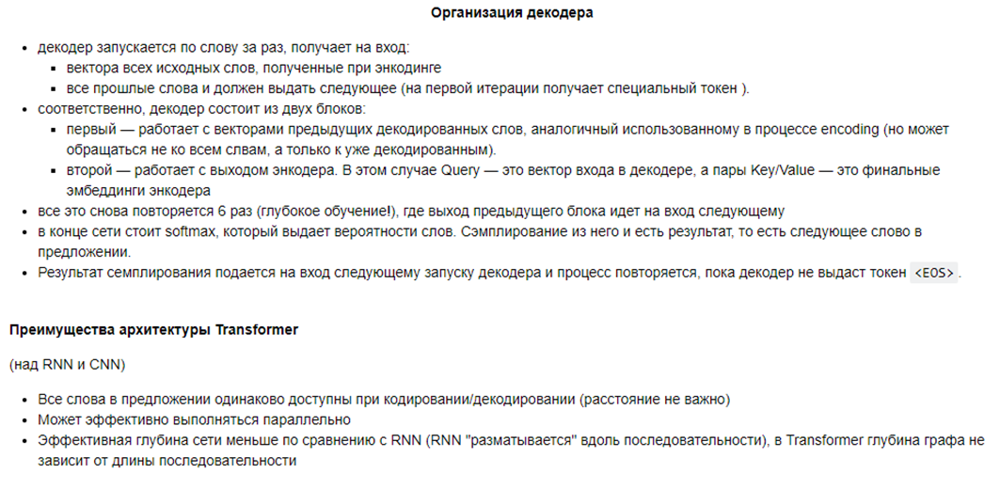 Организация декодера
декодер запускается по слову за раз, получает на вход:
вектора всех исходных слов, полученные при энкодинге
все прошлые слова и должен выдать следующее (на первой итерации получает специальный токен ).
соответственно, декодер состоит из двух блоков:
первый — работает с векторами предыдущих декодированных слов, аналогичный использованному в процессе encoding (но может
обращаться не ко всем слвам, а только к уже декодированным).
второй — работает с выходом энкодера. В этом случае Query — это вектор входа в декодере, а пары Key/Value — это финальные
эмбеддинги энкодера
все это снова повторяется 6 раз (глубокое обучение!), где выход предыдущего блока идет на вход следующему
в конце сети стоит softmax, который выдает вероятности слов. Сэмплирование из него и есть результат, то есть следующее слово в
предложении.
Результат семплирования подается на вход следующему запуску декодера и процесс повторяется, пока декодер не выдаст токен <EOS>.
Преимущества архитектуры Transformer
(над RNN и CNN)
Все слова в предложении одинаково доступны при кодировании/декодировании (расстояние не важно)
Может эффективно выполняться параллельно
Эффективная глубина сети меньше по сравнению с RNN (RNN "разматывается" вдоль последовательности), в Transformer глубина графа не
зависит от длины последовательности